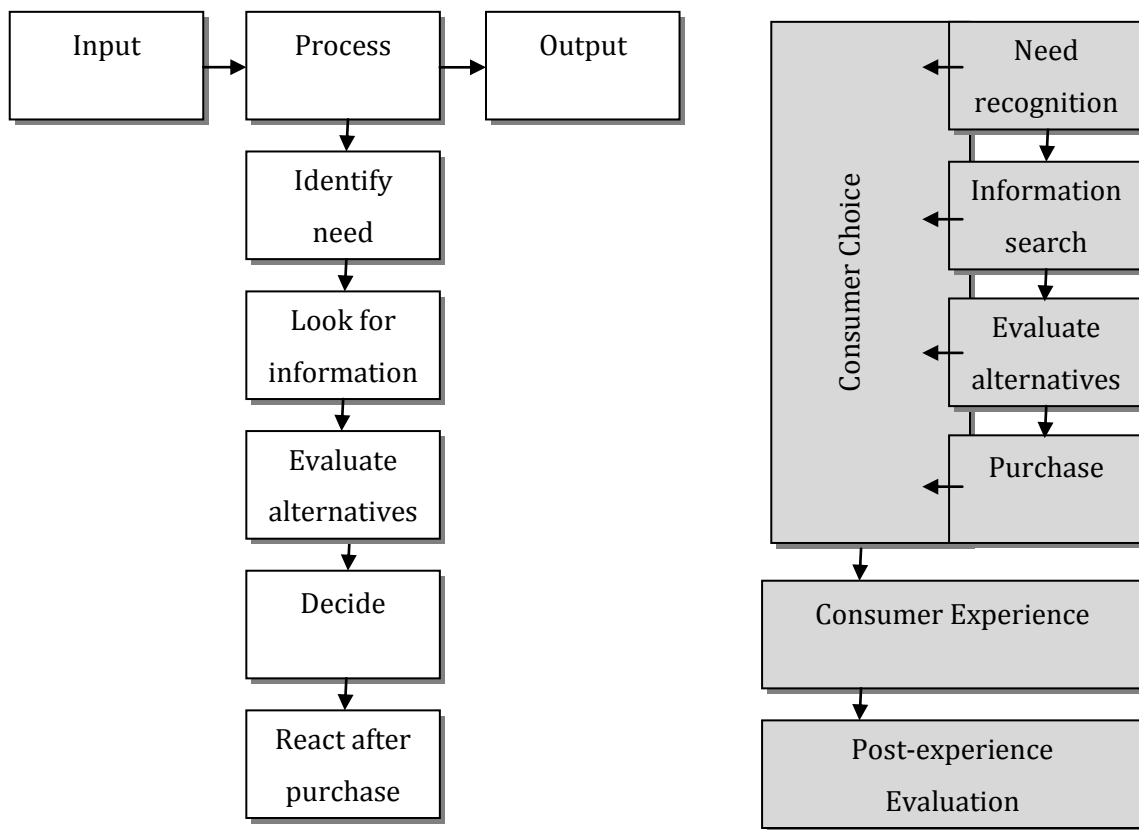 Input
Process
Output
Identify
need
Look for
information
Evaluate
alternatives
Decide
React after
purchase
Consumer Choice
Need
recognition
Information
search
Evaluate
alternatives
Purchase
Consumer Experience
Post-experience
Evaluation